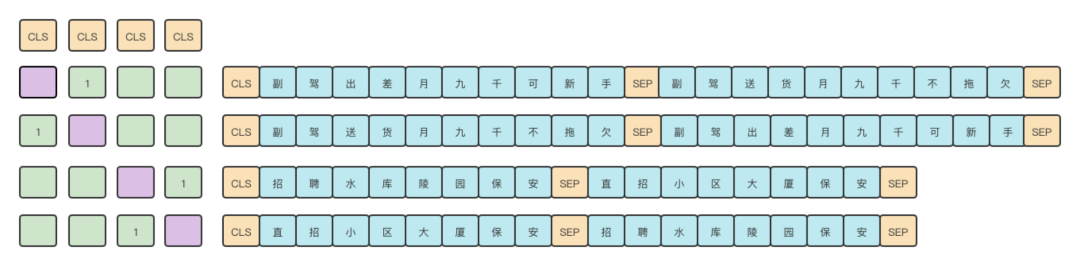 CLS CLS CLS CLS
1 CLS 副 驾 出 差 月 九 千 可 新 手 SEP 副 驾 送 货 月 九 千 不 拖 欠 SEP
1 CLS 副 驾 送 货 月 九 千 不 拖 欠 SEP 副 驾 出 差 月 九 千 可 新 手 SEP
1 CLS 招 聘 水 库 陵 园 保 安 SEP 直 招 小 区 大 厦 保 安 SEP
1 CLS 直 招 小 区 大 厦 保 安 SEP 招 聘 水 库 陵 园 保 安 SEP